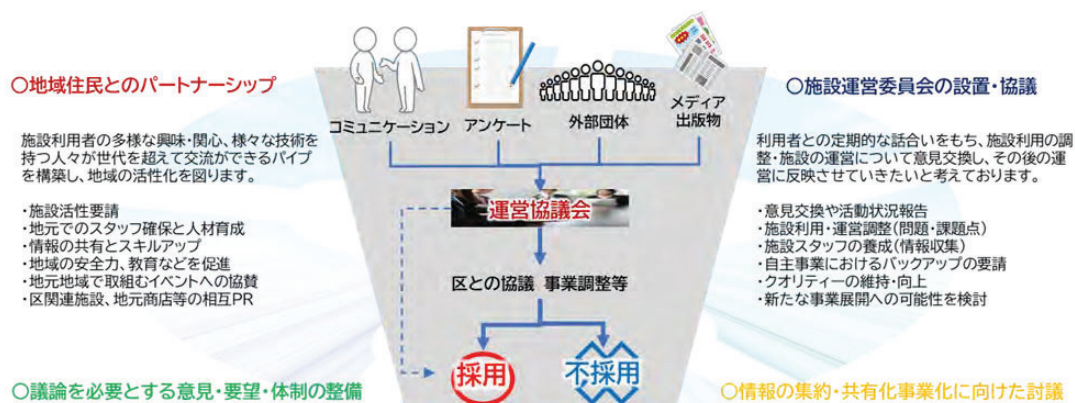 ○地域住民とのパートナーシップ
施設利用者の多様な興味・関心、様々な技術を
持つ人々が世代を超えて交流ができるパイプ
を構築し、地域の活性化を図ります。
・施設活性要請
・地元でのスタッフ確保と人材育成
・情報の共有とスキルアップ
・地域の安全力、教育などを促進
・地元地域で取組むイベントへの協賛
・区関連施設、地元商店等の相互PR
○議論を必要とする意見・要望・体制の整備
コミュニケーション
アンケート
外部団体
メディア
出版物
運営協議会
区との協議 事業調整等
採用
不採用
○施設運営委員会の設置・協議
利用者との定期的な話合いをもち、施設利用の調
整・施設の運営について意見交換し、その後の運
営に反映させていきたいと考えております。
・意見交換や活動状況報告
・施設利用・運営調整(問題・課題点)
・施設スタッフの養成(情報収集)
・自主事業におけるバックアップの要請
・クオリティーの維持・向上
・新たな事業展開への可能性を検討
○情報の集約・共有化事業化に向けた討議